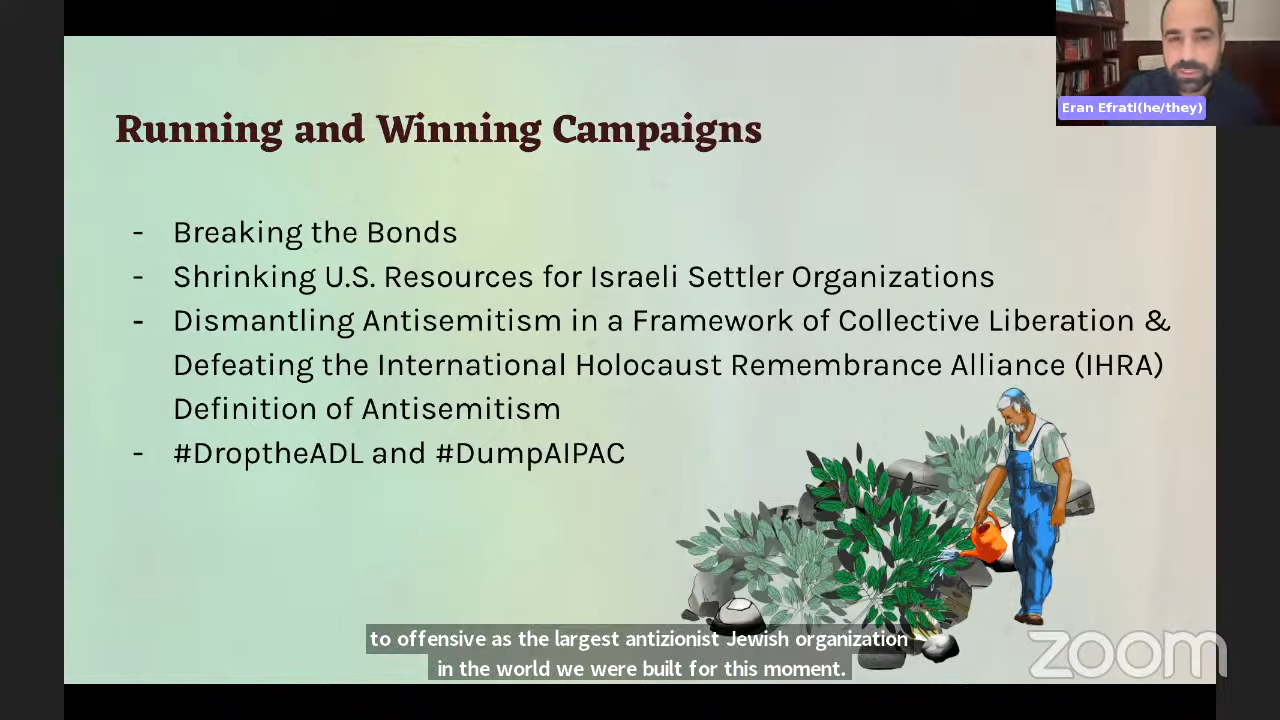 Eran Efrati(he/they)
Running and Winning Campaigns
- Breaking the Bonds
- Shrinking U.S. Resources for Israeli Settler Organizations
- Dismantling Antisemitism in a Framework of Collective Liberation &
Defeating the International Holocaust Remembrance Alliance (IHRA)
Definition of Antisemitism
- #DroptheADL and #DumpAIPAC
to offensive as the largest antizionist Jewish organization
in the world we were built for this moment.
zoom